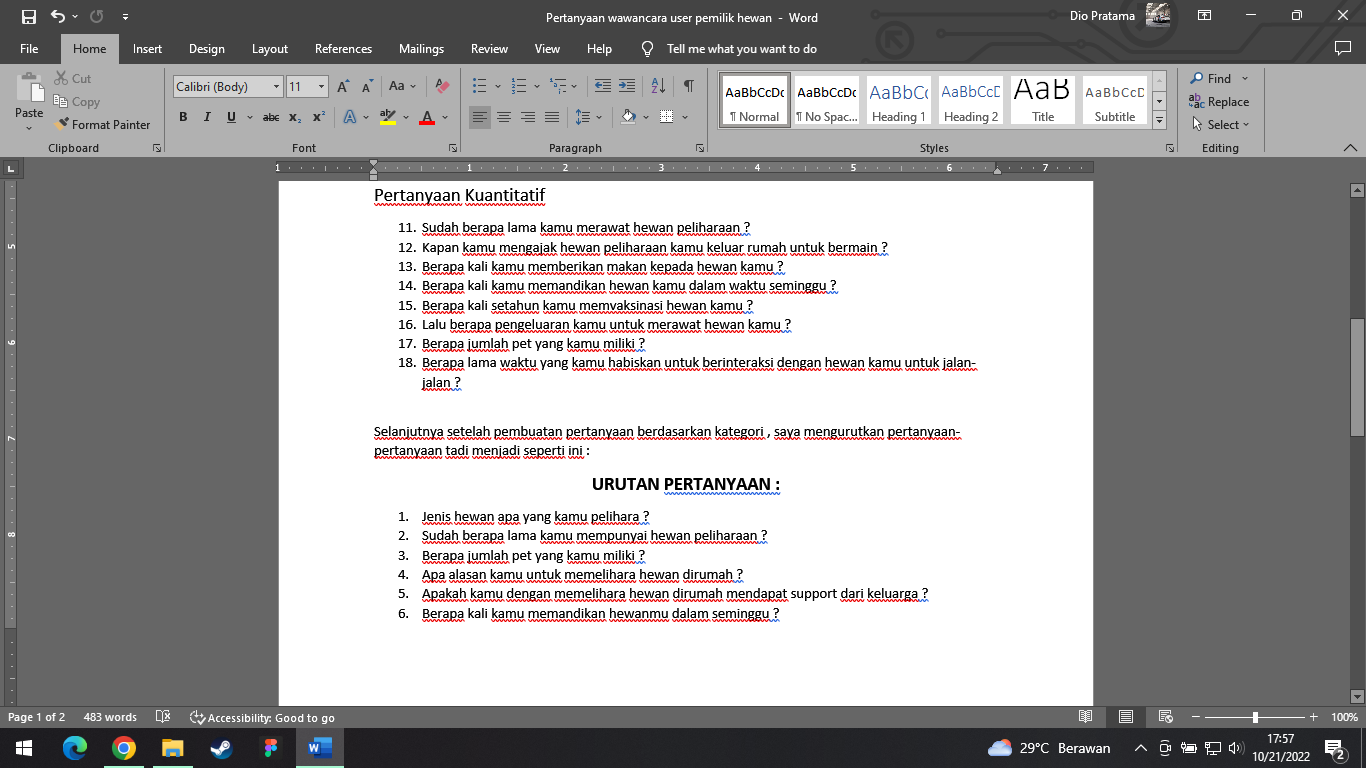 Pertanyaan wawancara user pemilik hewan - Word
Dio Pratama
File Home Insert Design Layout References Mailings Review View Help Tell me what you want to do
Paste
Cut
Copy
Format Painter
Clipboard
Calibri (Body) 11
Font
Paragraph
AaBbCcDc AaBbCcDc AaBbCc AaBbCcD AaB AaBbCcD
¶ Normal ¶ No Spac... Heading 1 Heading 2 Title Subtitle
Styles
Find
Replace
Select
Editing
1 1 2 3 4 5 6 7
Pertanyaan Kuantitatif
11. Sudah berapa lama kamu merawat hewan peliharaan ?
12. Kapan kamu mengajak hewan peliharaan kamu keluar rumah untuk bermain ?
13. Berapa kali kamu memberikan makan kepada hewan kamu ?
14. Berapa kali kamu memandikan hewan kamu dalam waktu seminggu ?
15. Berapa kali setahun kamu memvaksinasi hewan kamu ?
16. Lalu berapa pengeluaran kamu untuk merawat hewan kamu ?
17. Berapa jumlah pet yang kamu miliki ?
18. Berapa lama waktu yang kamu habiskan untuk berinteraksi dengan hewan kamu untuk jalan-
jalan ?
Selanjutnya setelah pembuatan pertanyaan berdasarkan kategori , saya mengurutkan pertanyaan-
pertanyaan tadi menjadi seperti ini :
URUTAN PERTANYAAN :
1. Jenis hewan apa yang kamu pelihara ?
2. Sudah berapa lama kamu mempunyai hewan peliharaan ?
3. Berapa jumlah pet yang kamu miliki ?
4. Apa alasan kamu untuk memelihara hewan dirumah ?
5. Apakah kamu dengan memelihara hewan dirumah mendapat support dari keluarga ?
6. Berapa kali kamu memandikan hewanmu dalam seminggu ?
Page 1 of 2 483 words Accessibility: Good to go 100%
29°C Berawan
17:57
10/21/2022
2